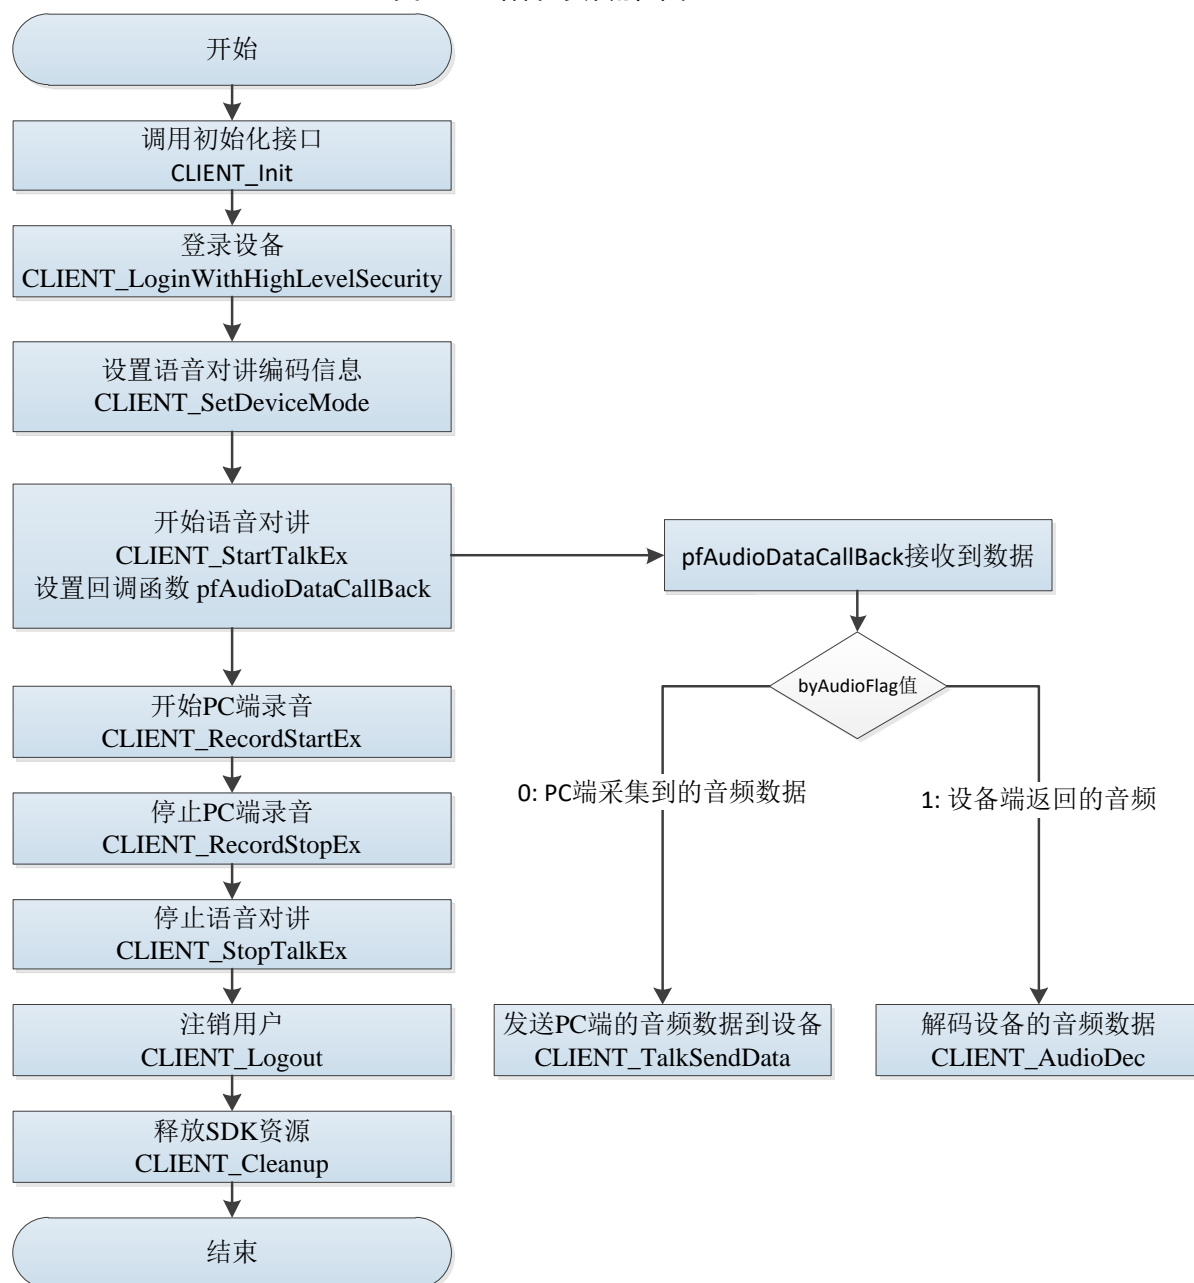 开始
调用初始化接口
CLIENT_Init
登录设备
CLIENT_LoginWithHighLevelSecurity
设置语音对讲编码信息
CLIENT_SetDeviceMode
开始语音对讲
CLIENT_StartTalkEx
设置回调函数 pfAudioDataCallBack
pfAudioDataCallBack接收到数据
byAudioFlag值
0: PC端采集到的音频数据
1: 设备端返回的音频
开始PC端录音
CLIENT_RecordStartEx
停止PC端录音
CLIENT_RecordStopEx
停止语音对讲
CLIENT_StopTalkEx
注销用户
CLIENT_Logout
发送PC端的音频数据到设备
CLIENT_TalkSendData
解码设备的音频数据
CLIENT_AudioDec
释放SDK资源
CLIENT_Cleanup
结束